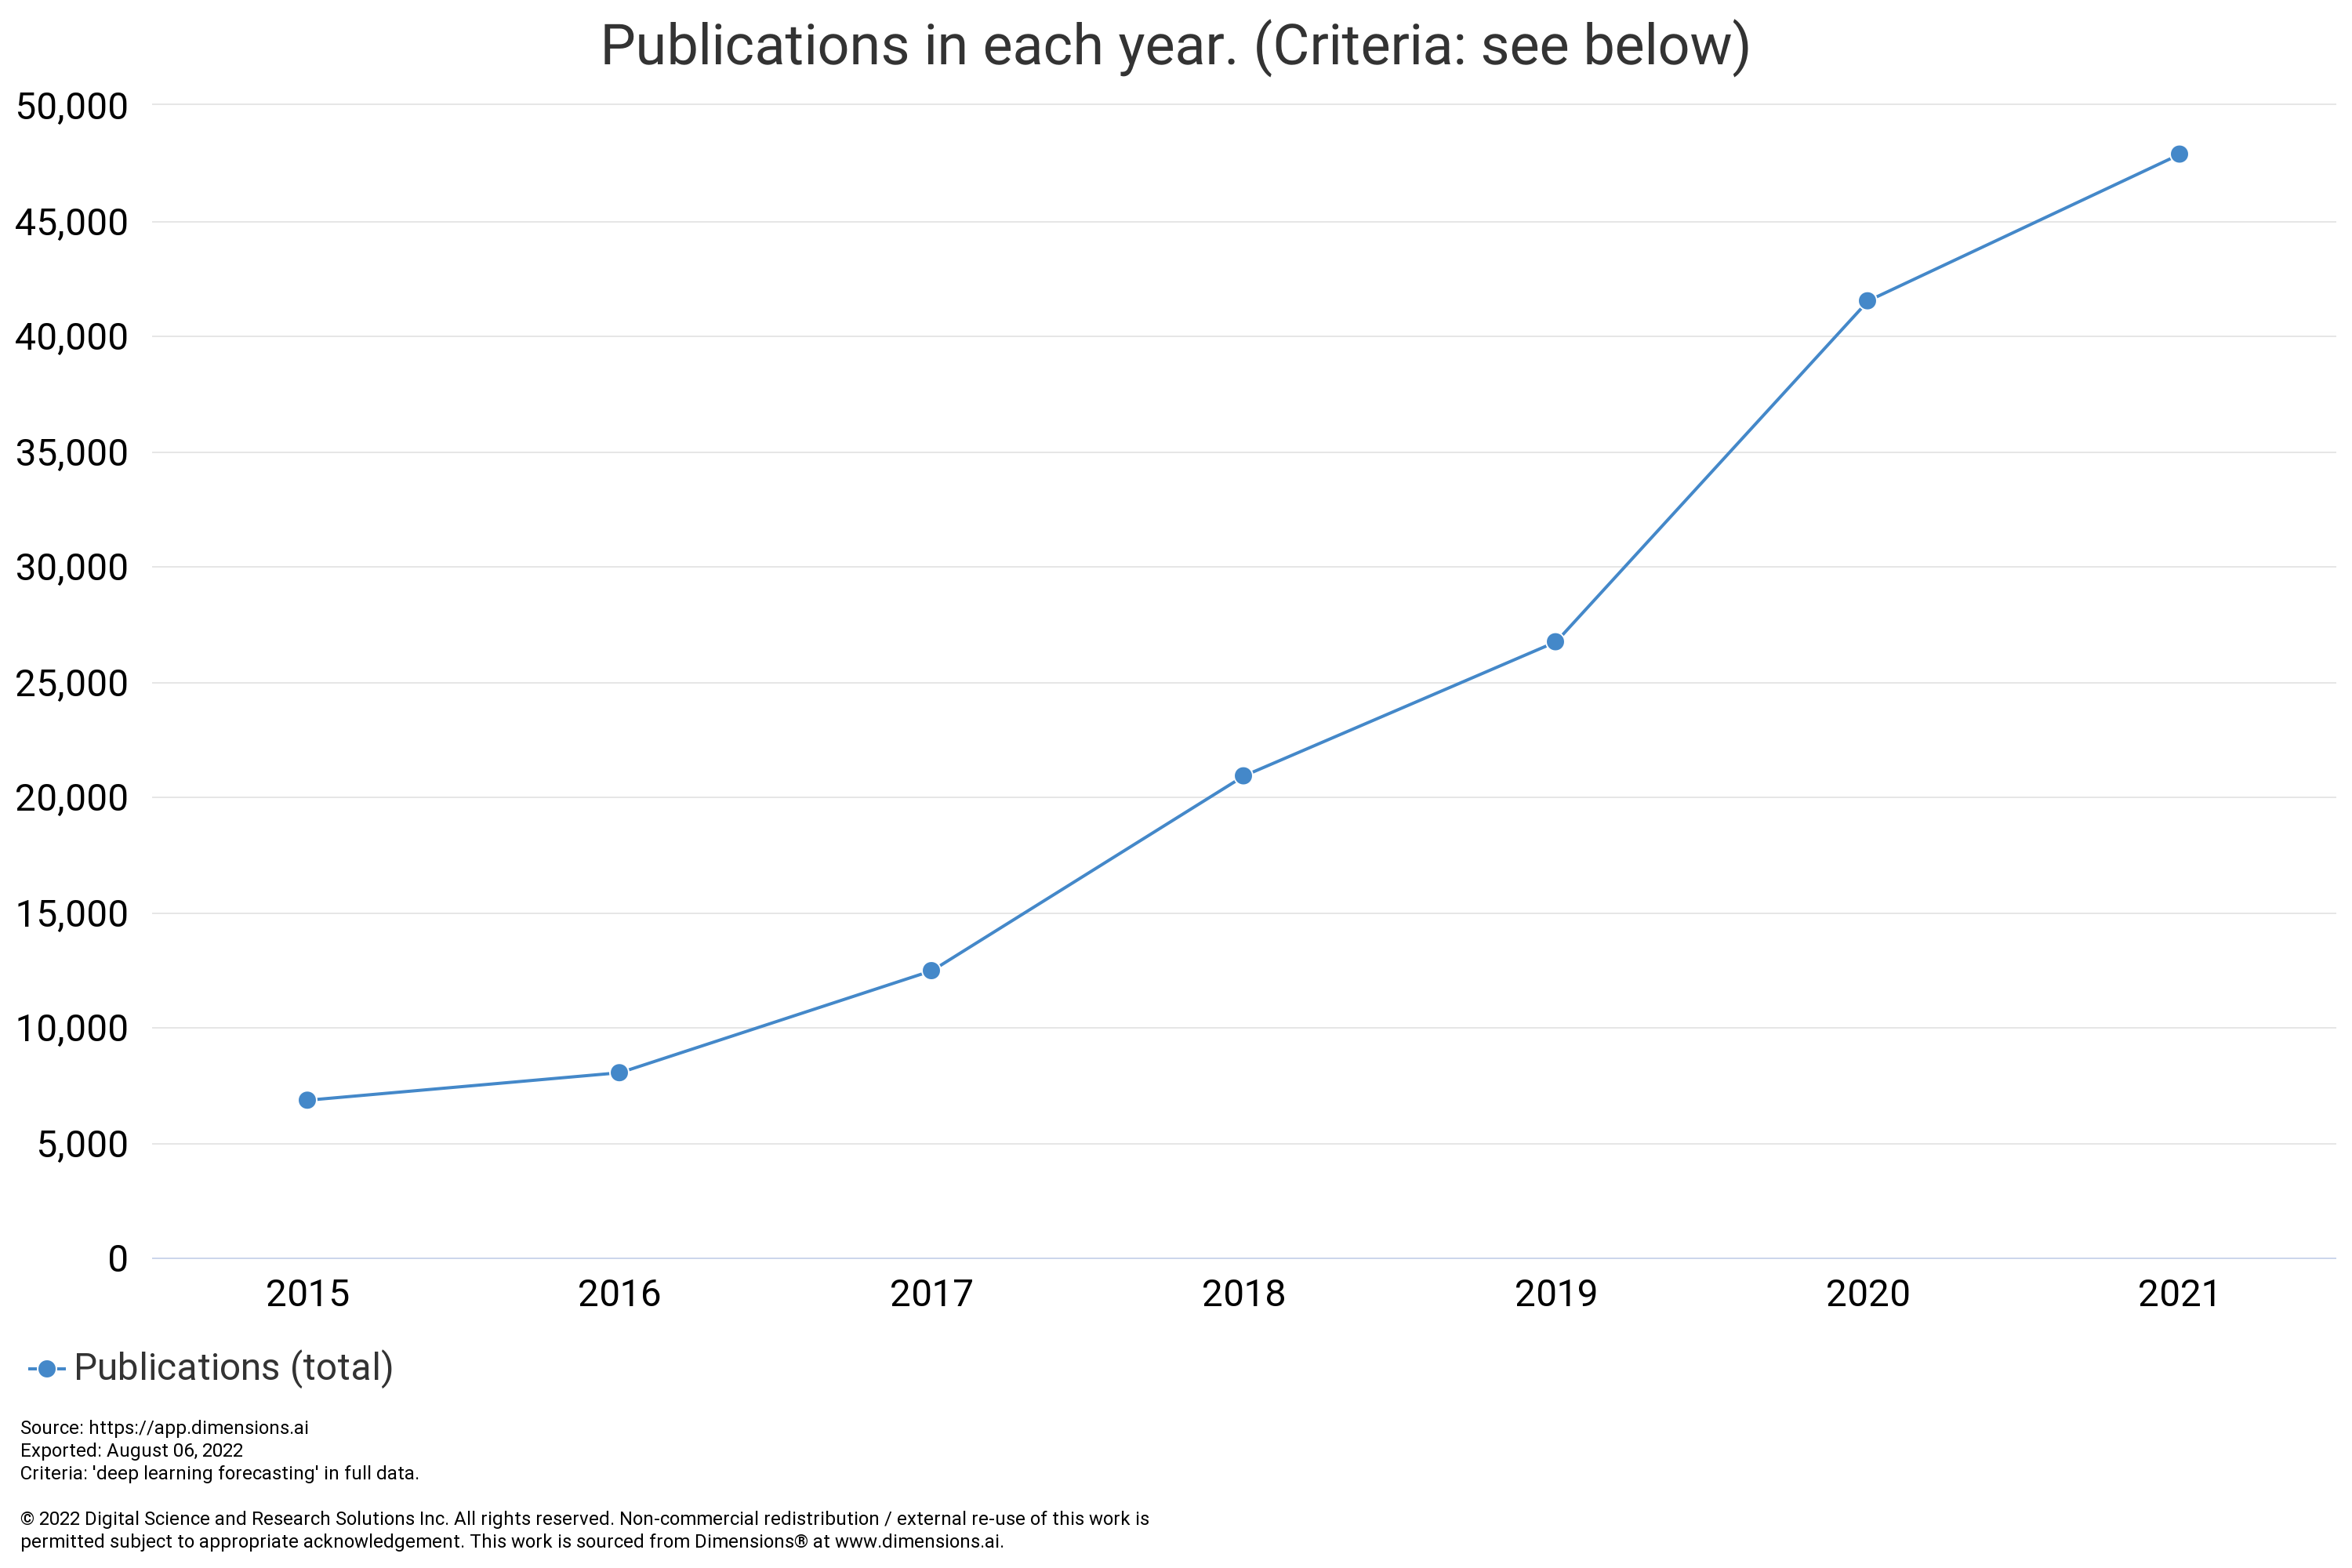 Publications in each year. (Criteria: see below)
50,000
45,000
40,000
35,000
30,000
25,000
20,000
15,000
10,000
5,000
0
2015 2016 2017 2018 2019 2020 2021
Publications (total)
Source: https://app.dimensions.ai
Exported: August 06, 2022
Criteria: 'deep learning forecasting' in full data.
© 2022 Digital Science and Research Solutions Inc. All rights reserved. Non-commercial redistribution / external re-use of this work is
permitted subject to appropriate acknowledgement. This work is sourced from Dimensions® at www.dimensions.ai.